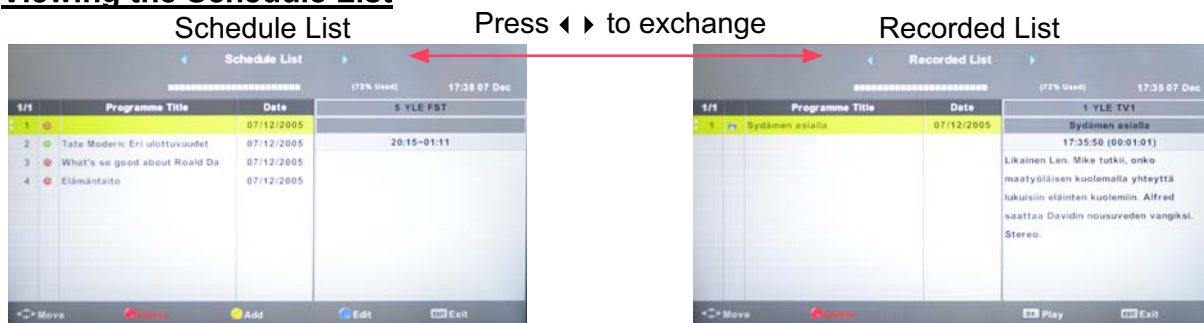 Viewing the Schedule List
Schedule List
Press to exchange
Recorded List
Schedule List
(73% Used)
17:38 07 Dec
1/1 Programme Title Date
5 YLE FST
1 07/12/2005
2 Tate Modern: Eri ulottuvuudet 07/12/2005
20:15~01:11
3 What's so good about Roald Da 07/12/2005
4 Elämäntaito 07/12/2005
Move Delete Add Edit EXIT Exit
Recorded List
(73% Used)
17:35 07 Dec
1/1 Programme Title Date
1 YLE TV1
1 Sydämen asialla 07/12/2005
Sydämen asialla
17:35:50 (00:01:01)
Likainen Len. Mike tutkii, onko
maatyöläisen kuolemalla yhteyttä
lukuisiin eläinten kuolemiin. Alfred
saattaa Davidin nousuveden vangiksi.
Stereo.
Move Delete Play EXIT Exit